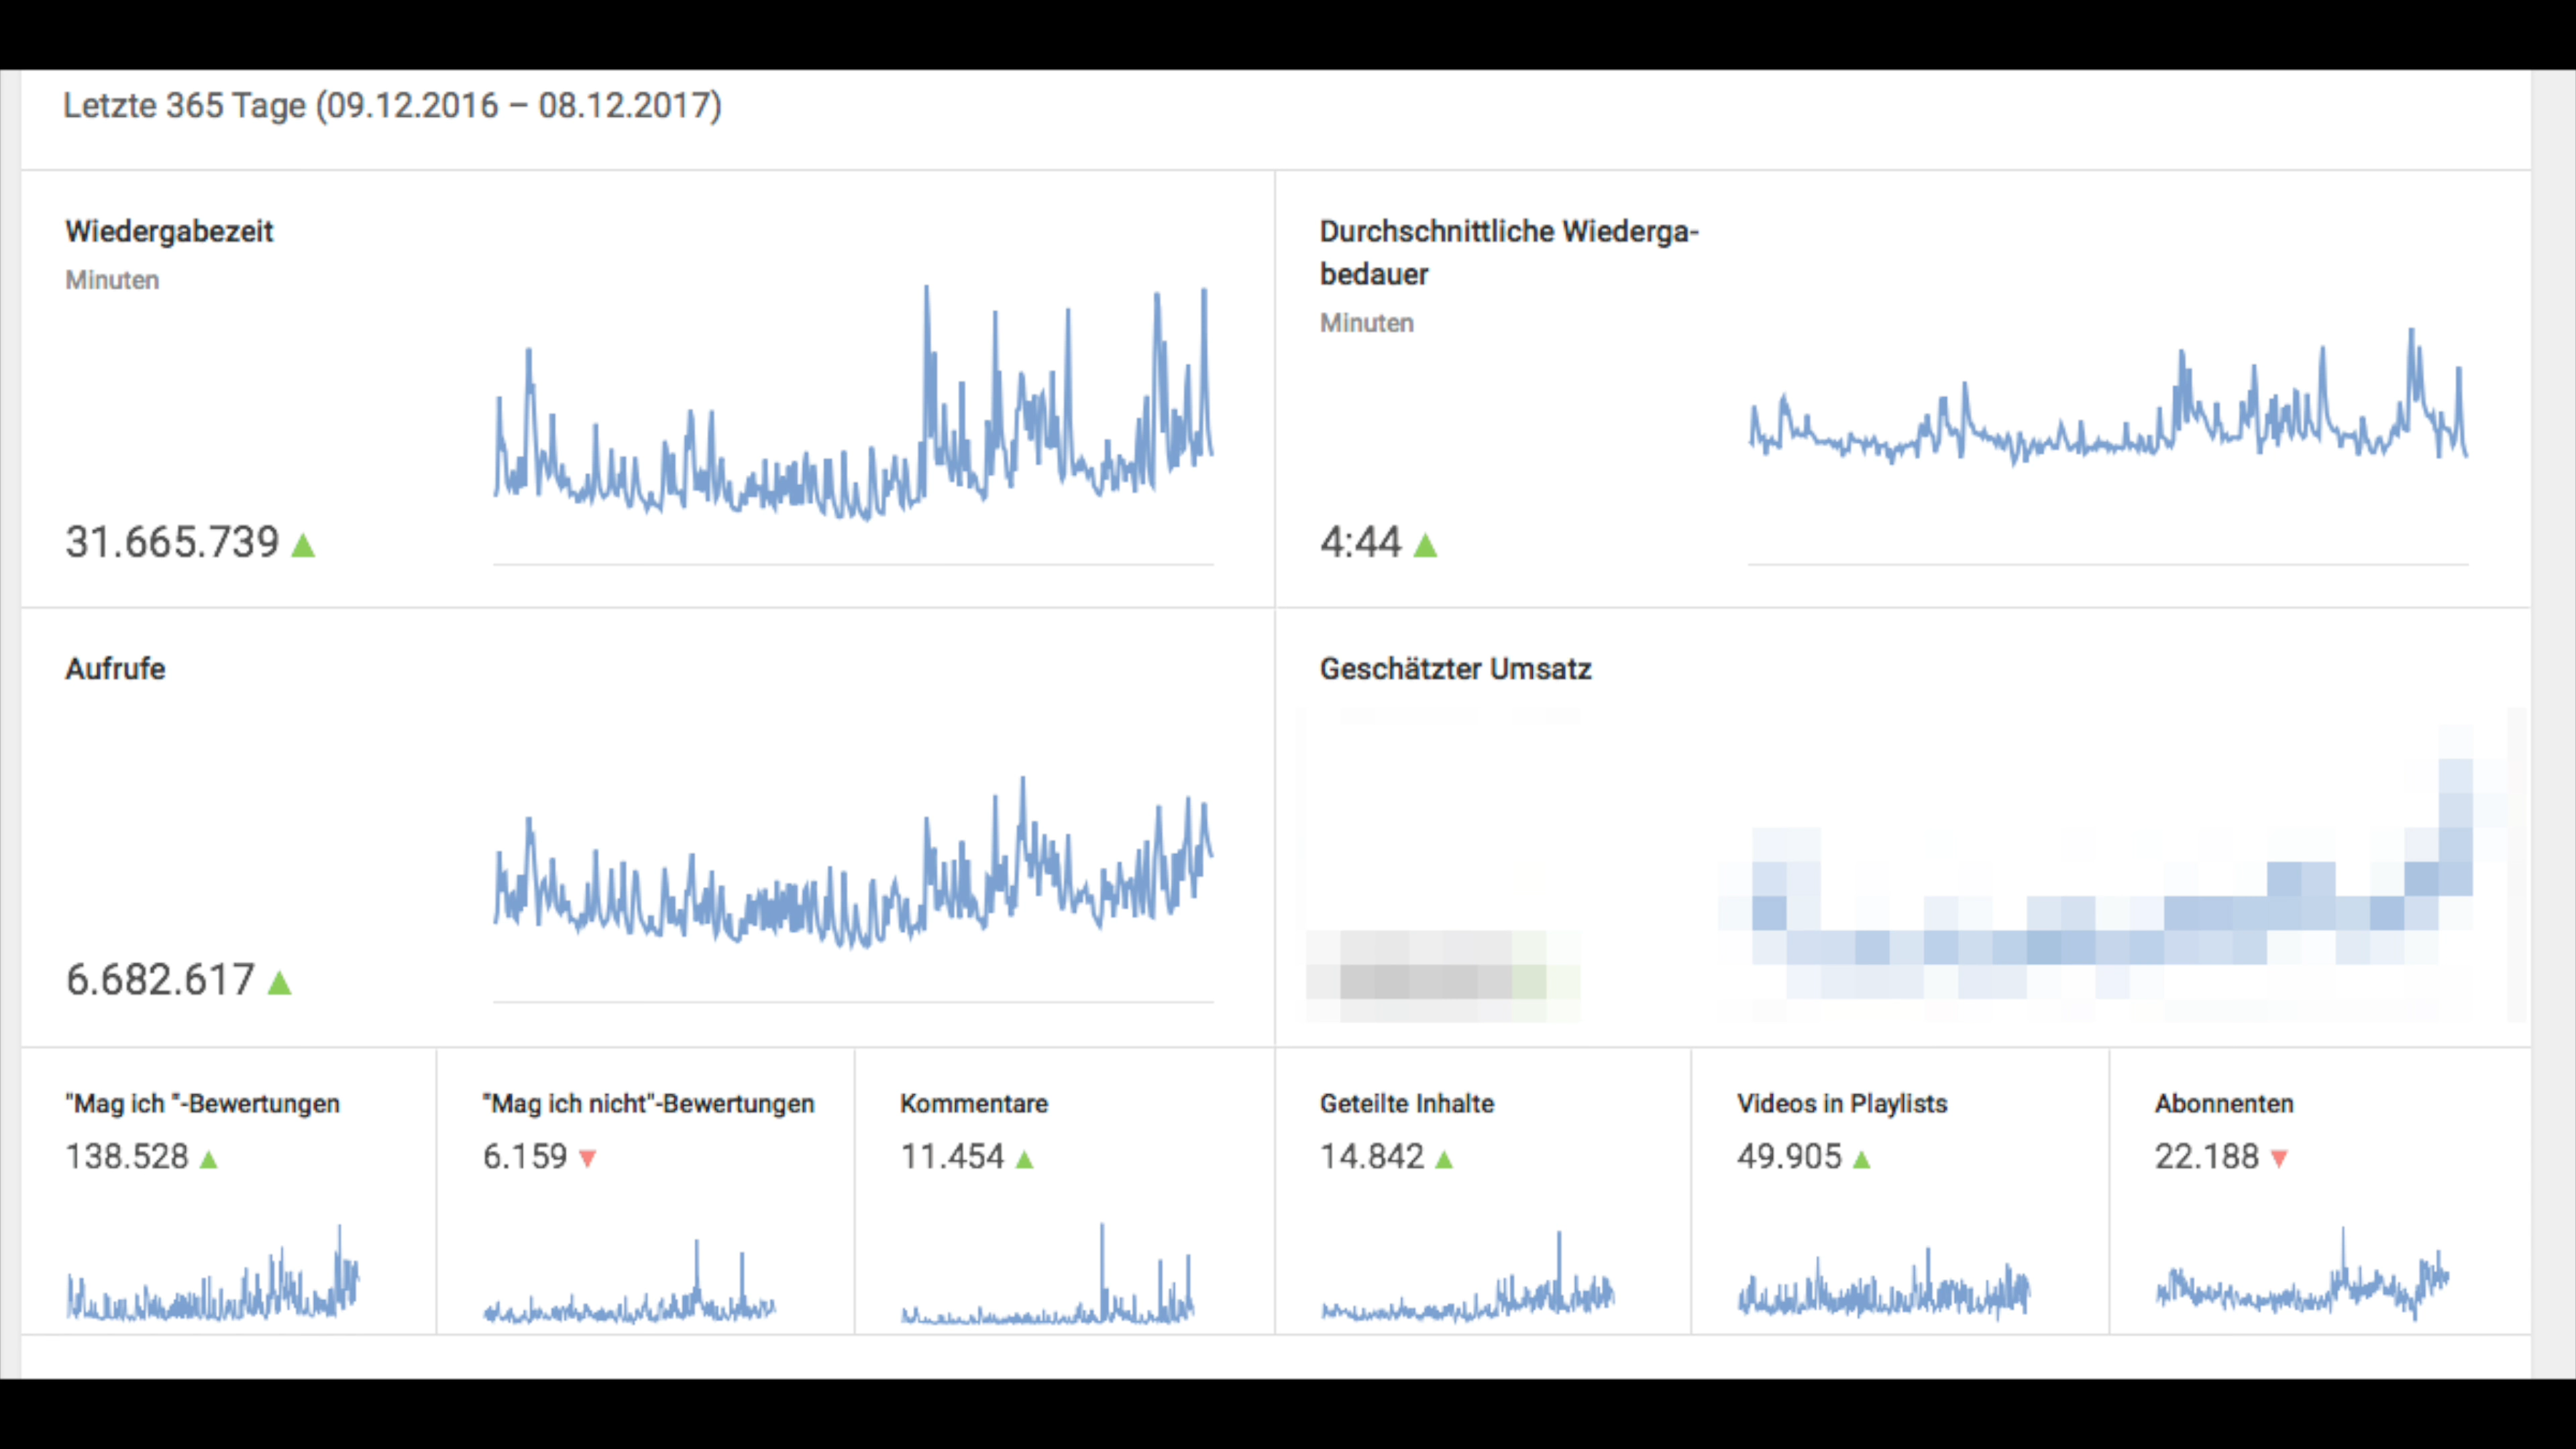 Letzte 365 Tage (09.12.2016 – 08.12.2017)
Wiedergabezeit
Minuten
31.665.739
Durchschnittliche Wiederga-
bedauer
Minuten
4:44
Aufrufe
6.682.617
Geschätzter Umsatz
"Mag ich "-Bewertungen
138.528
"Mag ich nicht"-Bewertungen
6.159
Kommentare
11.454
Geteilte Inhalte
14.842
Videos in Playlists
49.905
Abonnenten
22.188